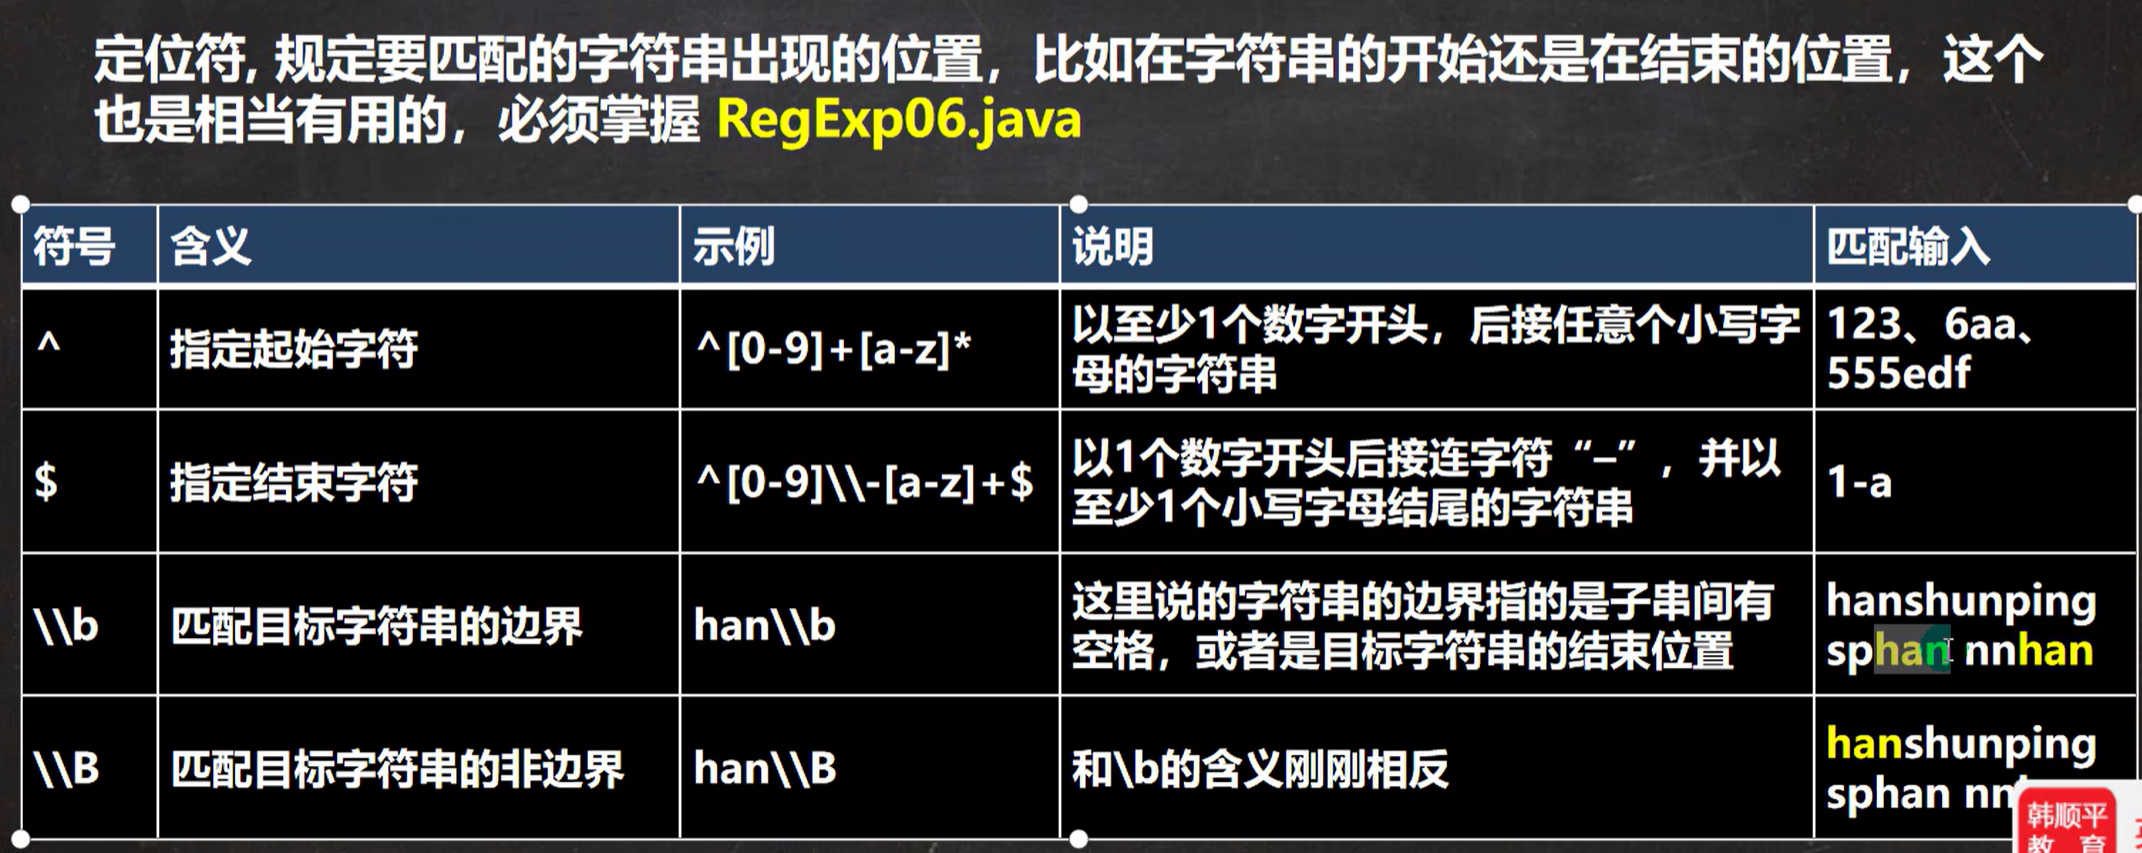 定位符, 规定要匹配的字符串出现的位置，比如在字符串的开始还是在结束的位置，这个
也是相当有用的，必须掌握 RegExp06.java
符号
含义
示例
说明
匹配输入
^
指定起始字符
^[0-9]+[a-z]*
以至少1个数字开头，后接任意个小写字
母的字符串
123、6aa、
555edf
$
指定结束字符
^[0-9]\\-[a-z]+$
以1个数字开头后接连字符“–”，并以
至少1个小写字母结尾的字符串
1-a
\\b
匹配目标字符串的边界
han\\b
这里说的字符串的边界指的是子串间有
空格，或者是目标字符串的结束位置
hanshunping
sphan nnhan
\\B
匹配目标字符串的非边界
han\\B
和\b的含义刚刚相反
hanshunping
sphan
韩顺平
教 育